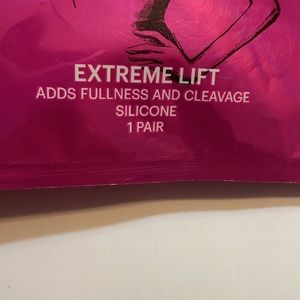 EXTREME LIFT
ADDS FULLNESS AND CLEAVAGE
SILICONE
1 PAIR